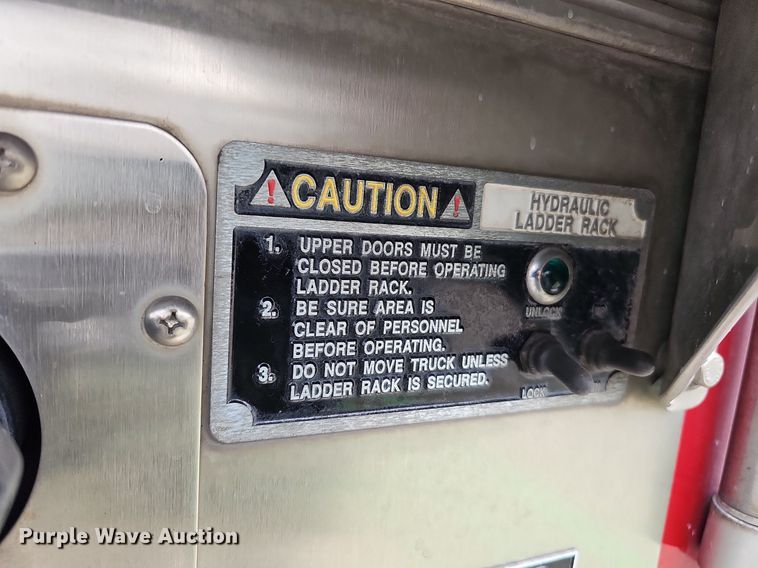 CAUTION
HYDRAULIC
LADDER RACK
1. UPPER DOORS MUST BE
CLOSED BEFORE OPERATING
LADDER RACK.
2. BE SURE AREA IS
CLEAR OF PERSONNEL
BEFORE OPERATING.
3. DO NOT MOVE TRUCK UNLESS
LADDER RACK IS SECURED.
UNLOCK
LOCK
Purple Wave Auction